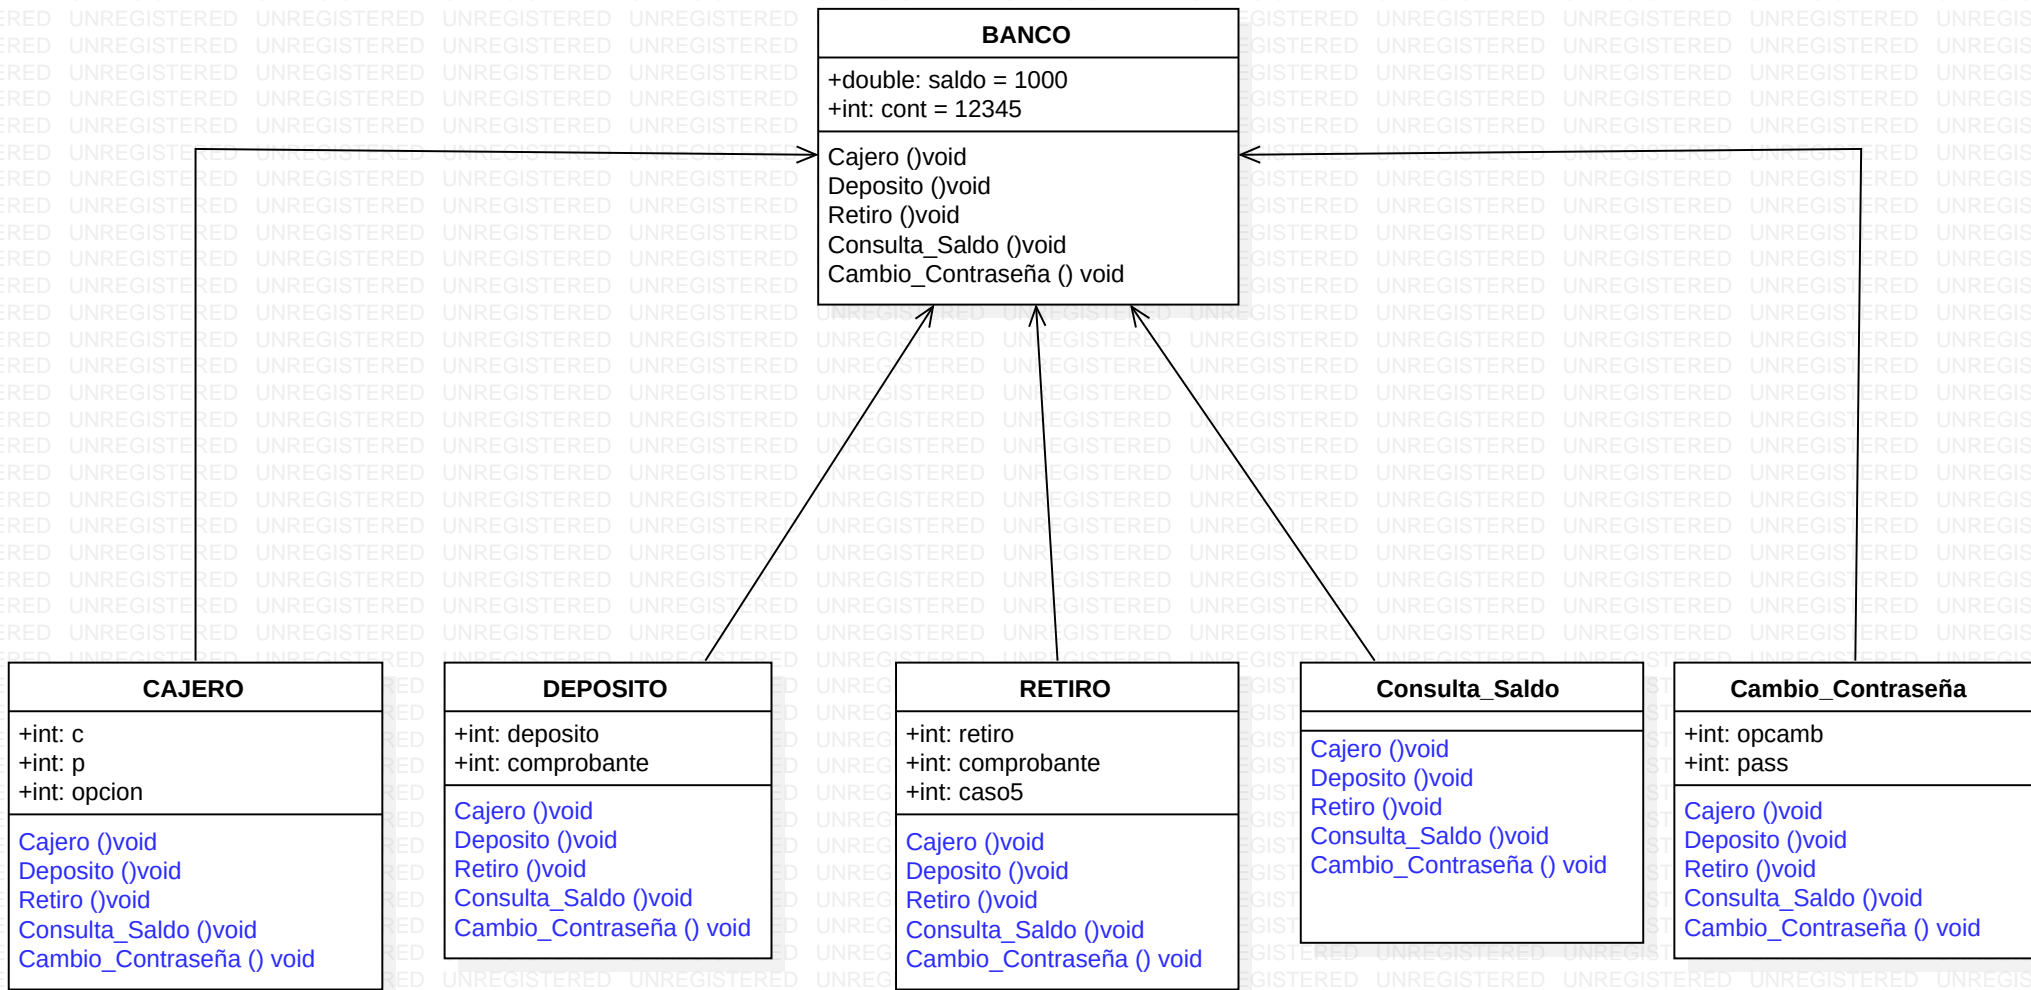 BANCO
+double: saldo = 1000
+int: cont = 12345
Cajero ()void
Deposito ()void
Retiro ()void
Consulta_Saldo ()void
Cambio_Contraseña () void
CAJERO
+int: c
+int: p
+int: opcion
Cajero ()void
Deposito ()void
Retiro ()void
Consulta_Saldo ()void
Cambio_Contraseña () void
DEPOSITO
+int: deposito
+int: comprobante
Cajero ()void
Deposito ()void
Retiro ()void
Consulta_Saldo ()void
Cambio_Contraseña () void
RETIRO
+int: retiro
+int: comprobante
+int: caso5
Cajero ()void
Deposito ()void
Retiro ()void
Consulta_Saldo ()void
Cambio_Contraseña () void
Consulta_Saldo
Cajero ()void
Deposito ()void
Retiro ()void
Consulta_Saldo ()void
Cambio_Contraseña () void
Cambio_Contraseña
+int: opcamb
+int: pass
Cajero ()void
Deposito ()void
Retiro ()void
Consulta_Saldo ()void
Cambio_Contraseña () void
UNREGISTERED